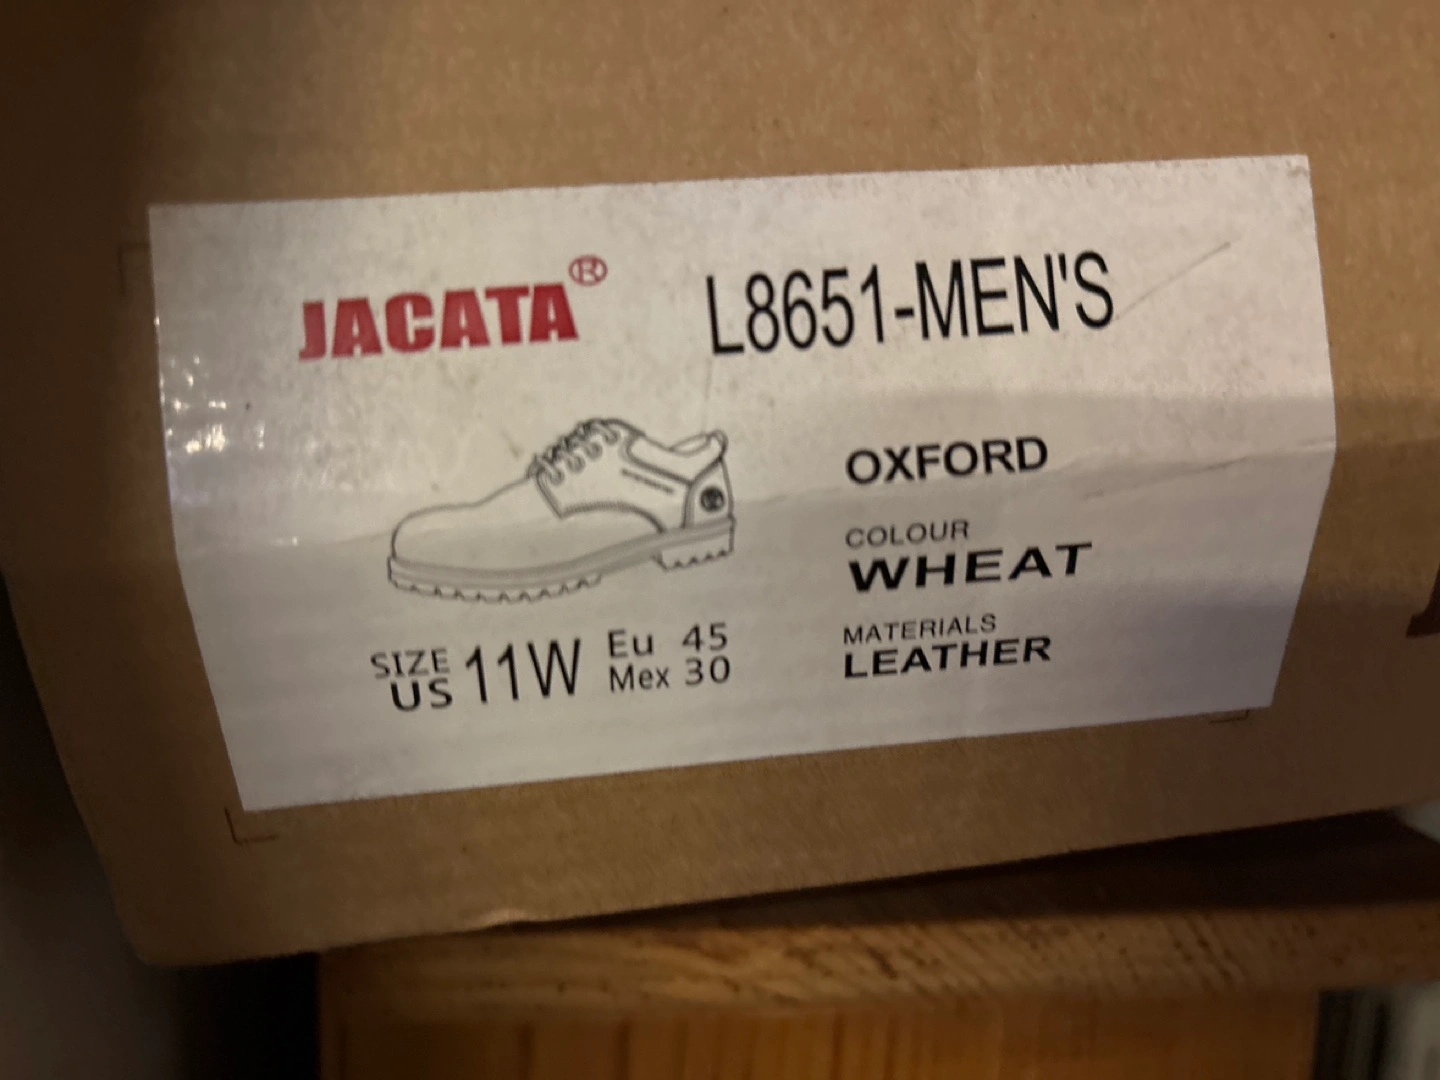 JACATA®
L8651-MEN'S
OXFORD
COLOUR
WHEAT
MATERIALS
LEATHER
SIZE
US 11W
Eu 45
Mex 30